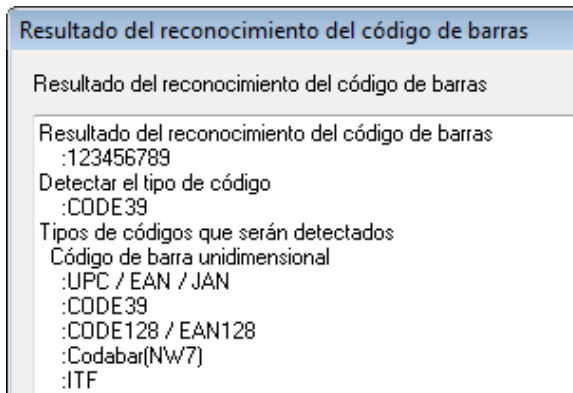 Resultado del reconocimiento del código de barras
Resultado del reconocimiento del código de barras
Resultado del reconocimiento del código de barras
:123456789
Detectar el tipo de código
:CODE39
Tipos de códigos que serán detectados
Código de barra unidimensional
:UPC / EAN / JAN
:CODE39
:CODE128 / EAN128
:Codabar(NW7)
:ITF